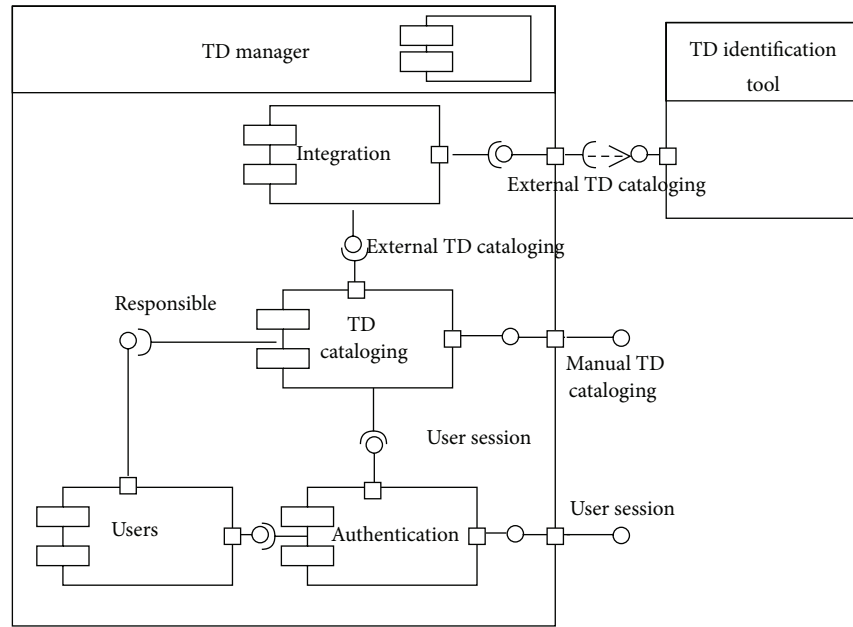 TD manager
TD identification
tool
Integration
External TD cataloging
External TD cataloging
Responsible
TD
cataloging
Manual TD
cataloging
User session
User session
Users
Authentication